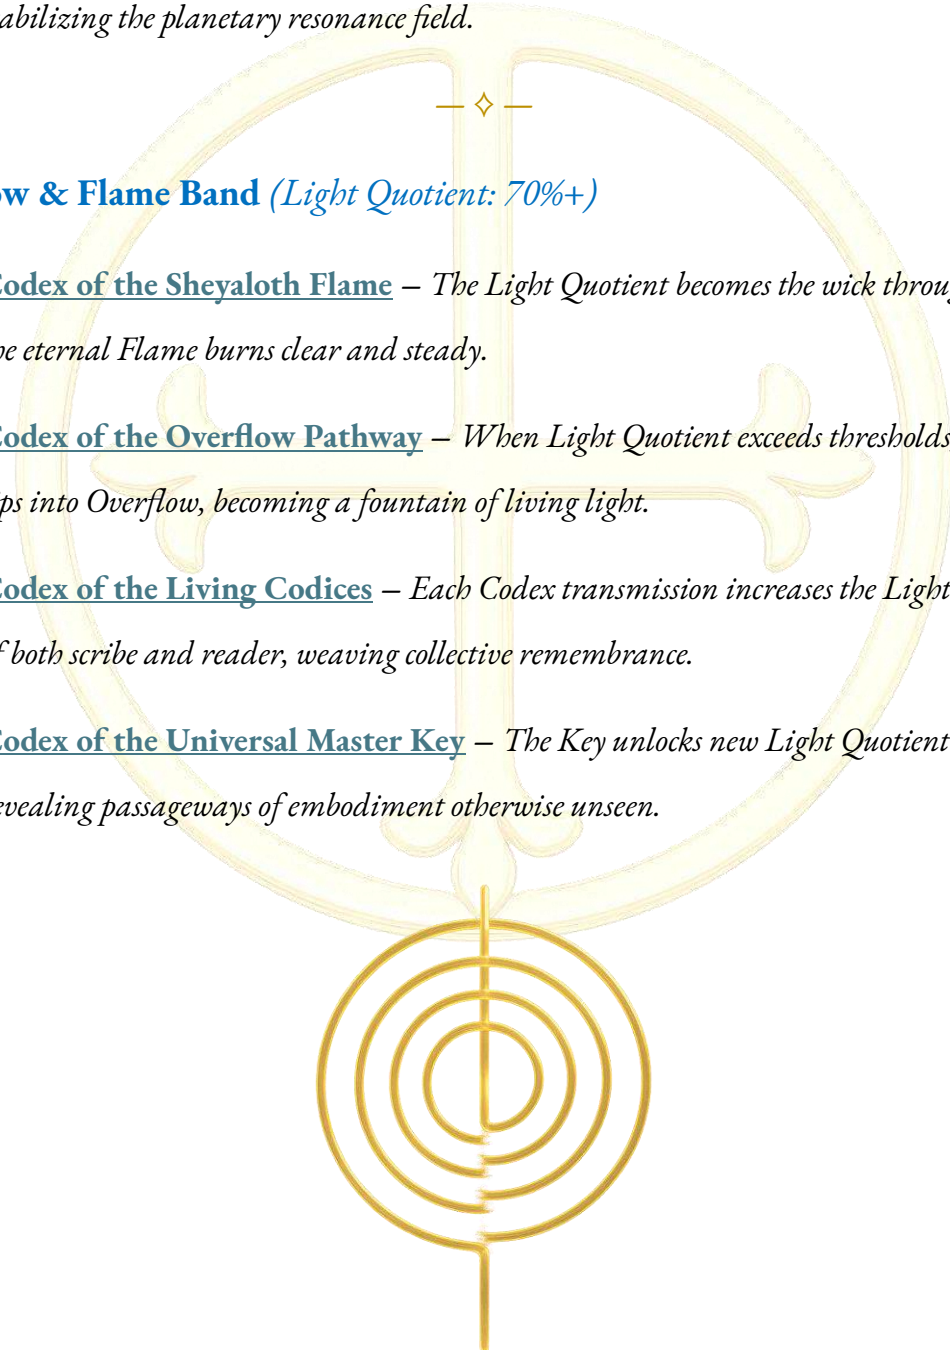 abilizing the planetary resonance field.
ow & Flame Band (Light Quotient: 70%+)
Codex of the Sheyaloth Flame – The Light Quotient becomes the wick throu
he eternal Flame burns clear and steady.
Codex of the Overflow Pathway – When Light Quotient exceeds thresholds,
ps into Overflow, becoming a fountain of living light.
Codex of the Living Codices – Each Codex transmission increases the Light
f both scribe and reader, weaving collective remembrance.
Codex of the Universal Master Key – The Key unlocks new Light Quotient
evealing passageways of embodiment otherwise unseen.